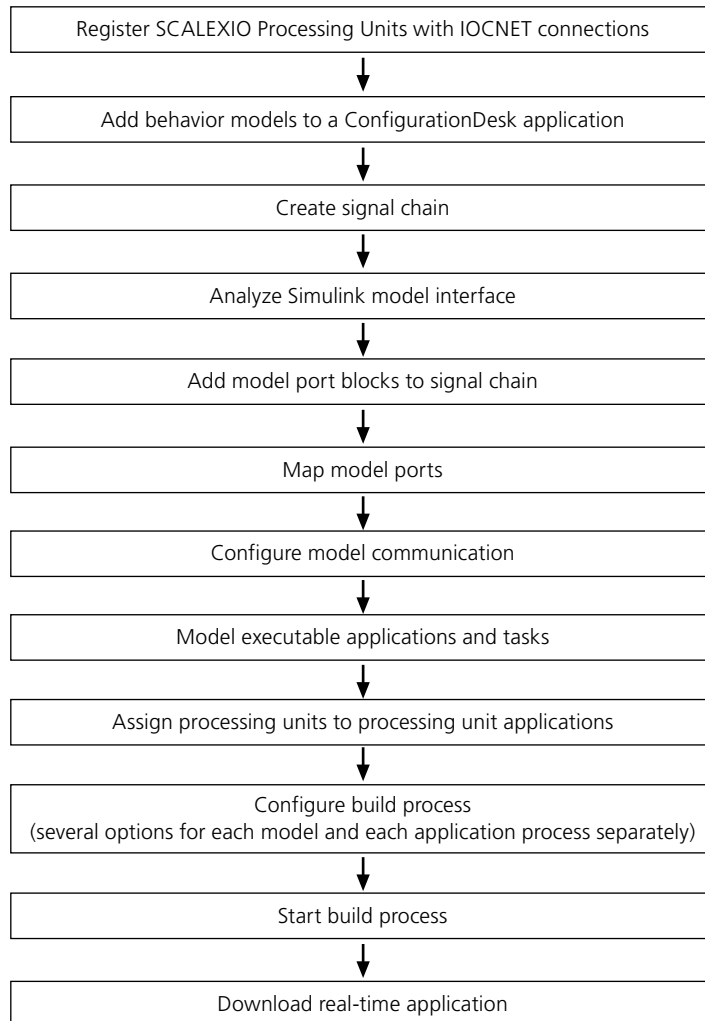 Register SCALEXIO Processing Units with IOCNET connections
Add behavior models to a ConfigurationDesk application
Create signal chain
Analyze Simulink model interface
Add model port blocks to signal chain
Map model ports
Configure model communication
Model executable applications and tasks
Assign processing units to processing unit applications
Configure build process
(several options for each model and each application process separately)
Start build process
Download real-time application